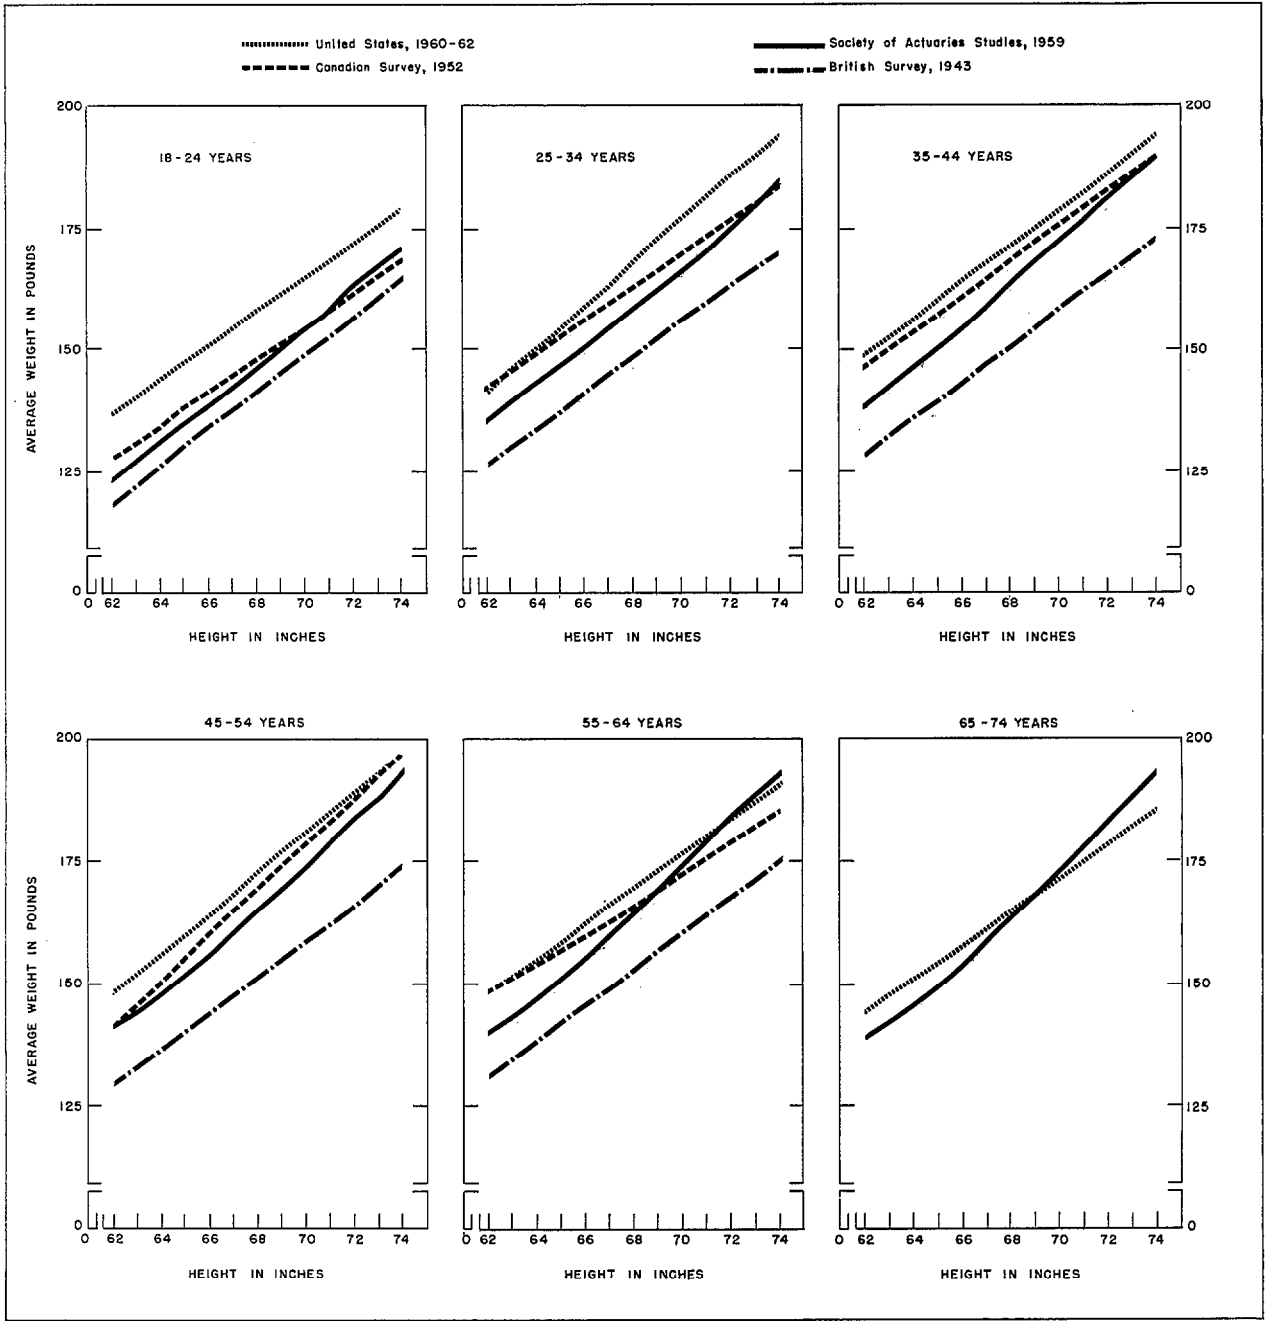 United States, 1960-62
Society of Actuaries Studies, 1959
Canadian Survey, 1952
British Survey, 1943
18-24 YEARS
25-34 YEARS
35-44 YEARS
AVERAGE WEIGHT IN POUNDS
200
175
150
125
0
200
175
150
125
0
0 62 64 66 68 70 72 74
0 62 64 66 68 70 72 74
0 62 64 66 68 70 72 74
HEIGHT IN INCHES
HEIGHT IN INCHES
HEIGHT IN INCHES
45-54 YEARS
55-64 YEARS
65-74 YEARS
AVERAGE WEIGHT IN POUNDS
200
175
150
125
0
200
175
150
125
0
0 62 64 66 68 70 72 74
0 62 64 66 68 70 72 74
0 62 64 66 68 70 72 74
HEIGHT IN INCHES
HEIGHT IN INCHES
HEIGHT IN INCHES